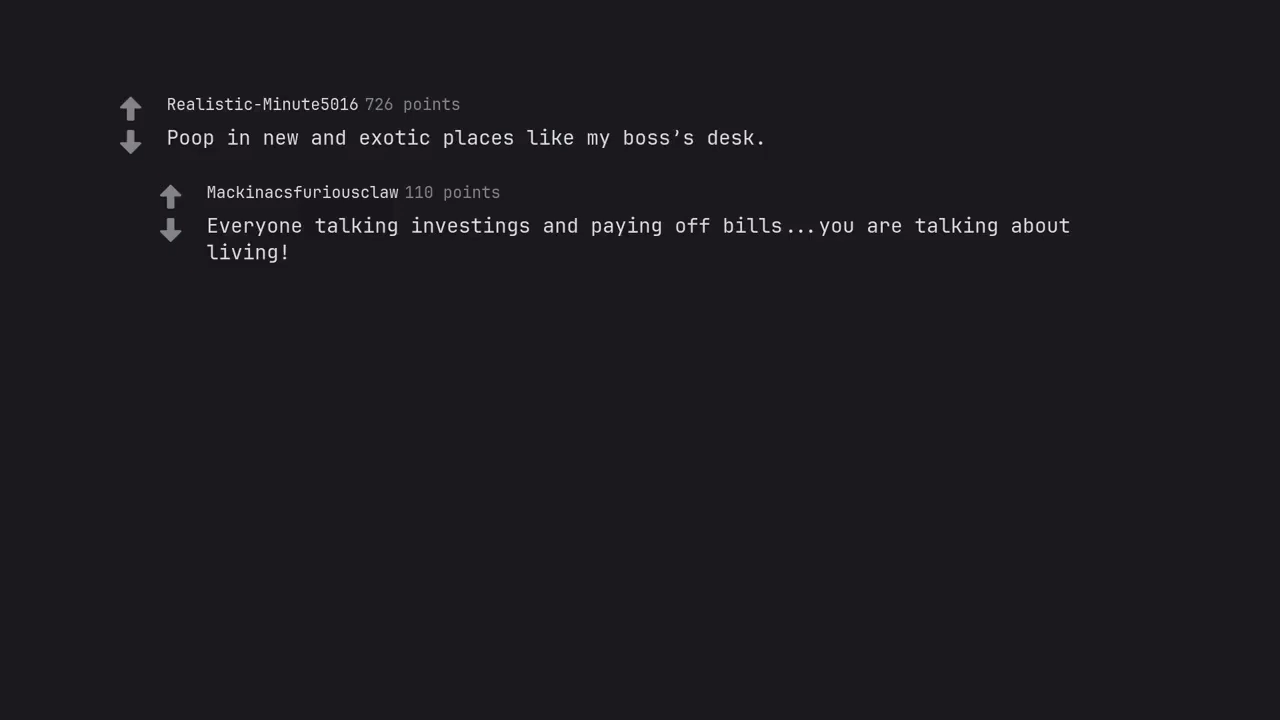 Realistic-Minute5016 726 points
Poop in new and exotic places like my boss’s desk.
Mackinacsfuriousclaw 110 points
Everyone talking investings and paying off bills...you are talking about
living!